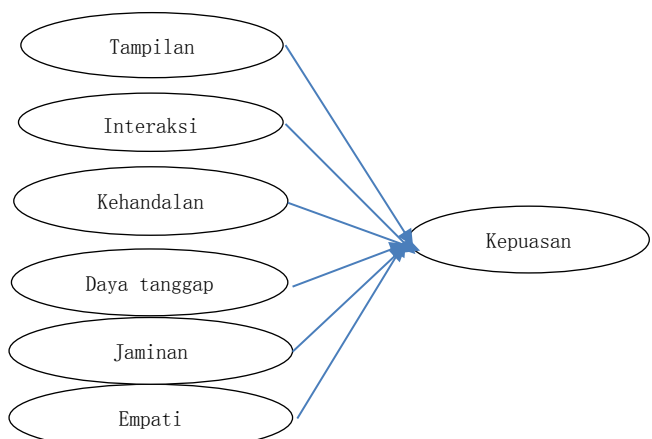 Tampilan
Interaksi
Kehandalan
Kepuasan
Daya tanggap
Jaminan
Empati